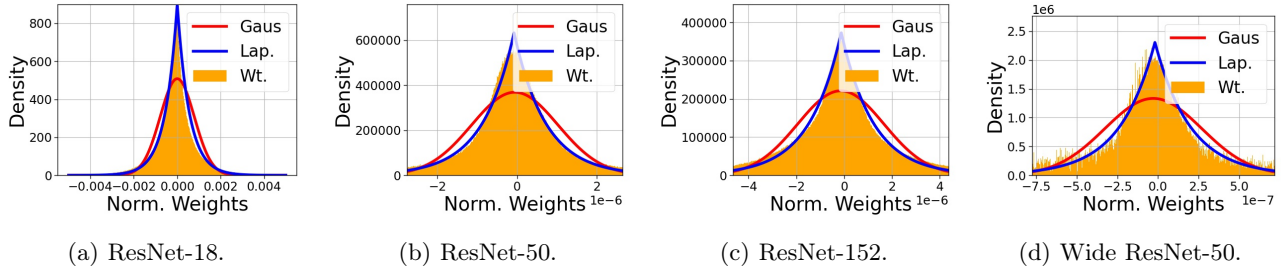 800
600
400
200
0
Density
Gaus
Lap.
Wt.
−0.004
−0.002
0.000
0.002
0.004
Norm. Weights
(a) ResNet-18.
600000
400000
200000
0
Density
Gaus
Lap.
Wt.
−2
0
2
1e−6
Norm. Weights
(b) ResNet-50.
400000
300000
200000
100000
0
Density
Gaus
Lap.
Wt.
−4
−2
0
2
4
1e−6
Norm. Weights
(c) ResNet-152.
1e6
2.5
2.0
1.5
1.0
0.5
0.0
Density
Gaus
Lap.
Wt.
−7.5
−5.0
−2.5
0.0
2.5
5.0
1e−7
Norm. Weights
(d) Wide ResNet-50.